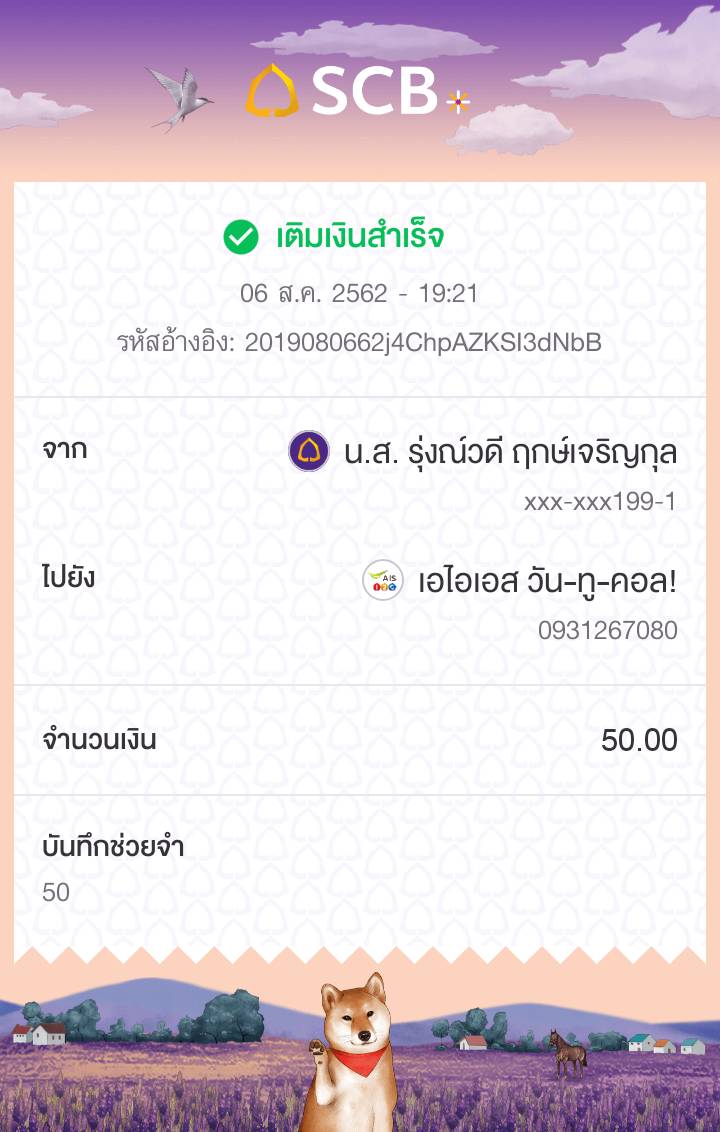 SCB
เติมเงินสำเร็จ
06 ส.ค. 2562 - 19:21
รหัสอ้างอิง: 2019080662j4ChpAZKSI3dNbB
จาก
น.ส. รุ่งณ์วดี ฤกษ์เจริญกุล
xxx-xxx199-1
ไปยัง
AIS
เอไอเอส วัน-ทู-คอล!
0931267080
จำนวนเงิน 50.00
บันทึกช่วยจำ
50